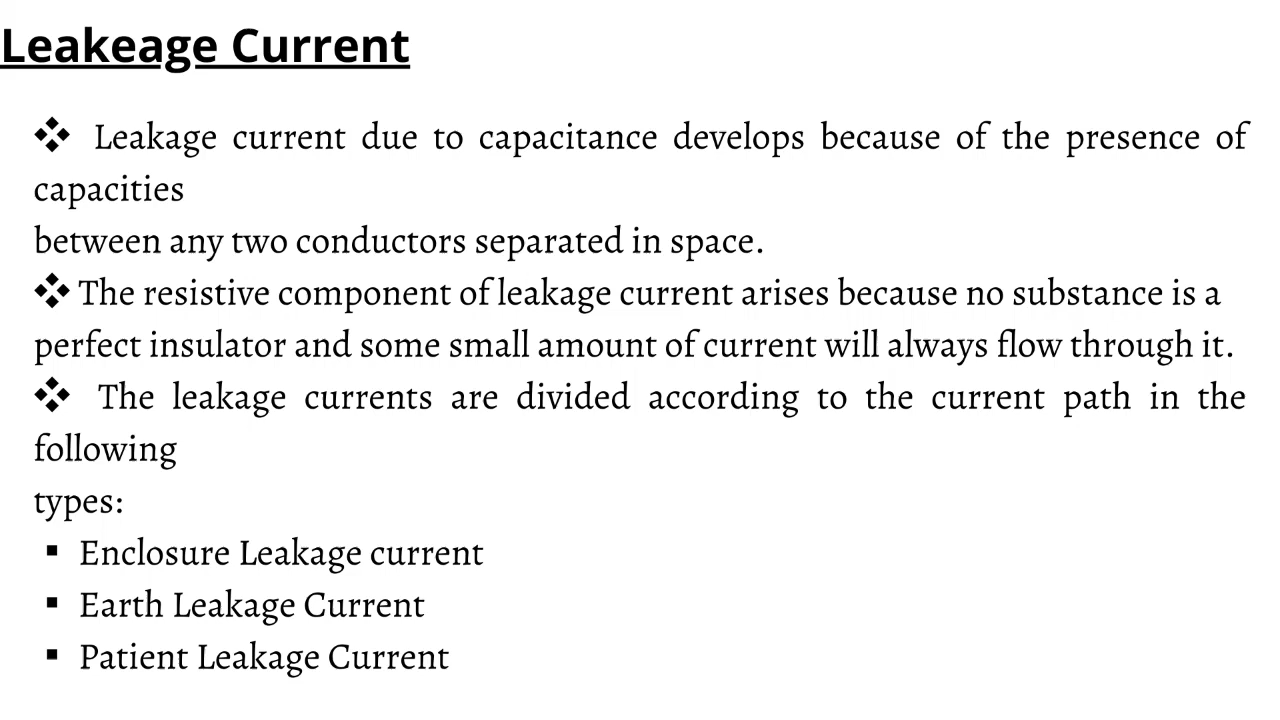 Leakeage Current
❖ Leakage current due to capacitance develops because of the presence of
capacities
between any two conductors separated in space.
❖ The resistive component of leakage current arises because no substance is a
perfect insulator and some small amount of current will always flow through it.
❖ The leakage currents are divided according to the current path in the
following
types:
▪ Enclosure Leakage current
▪ Earth Leakage Current
▪ Patient Leakage Current